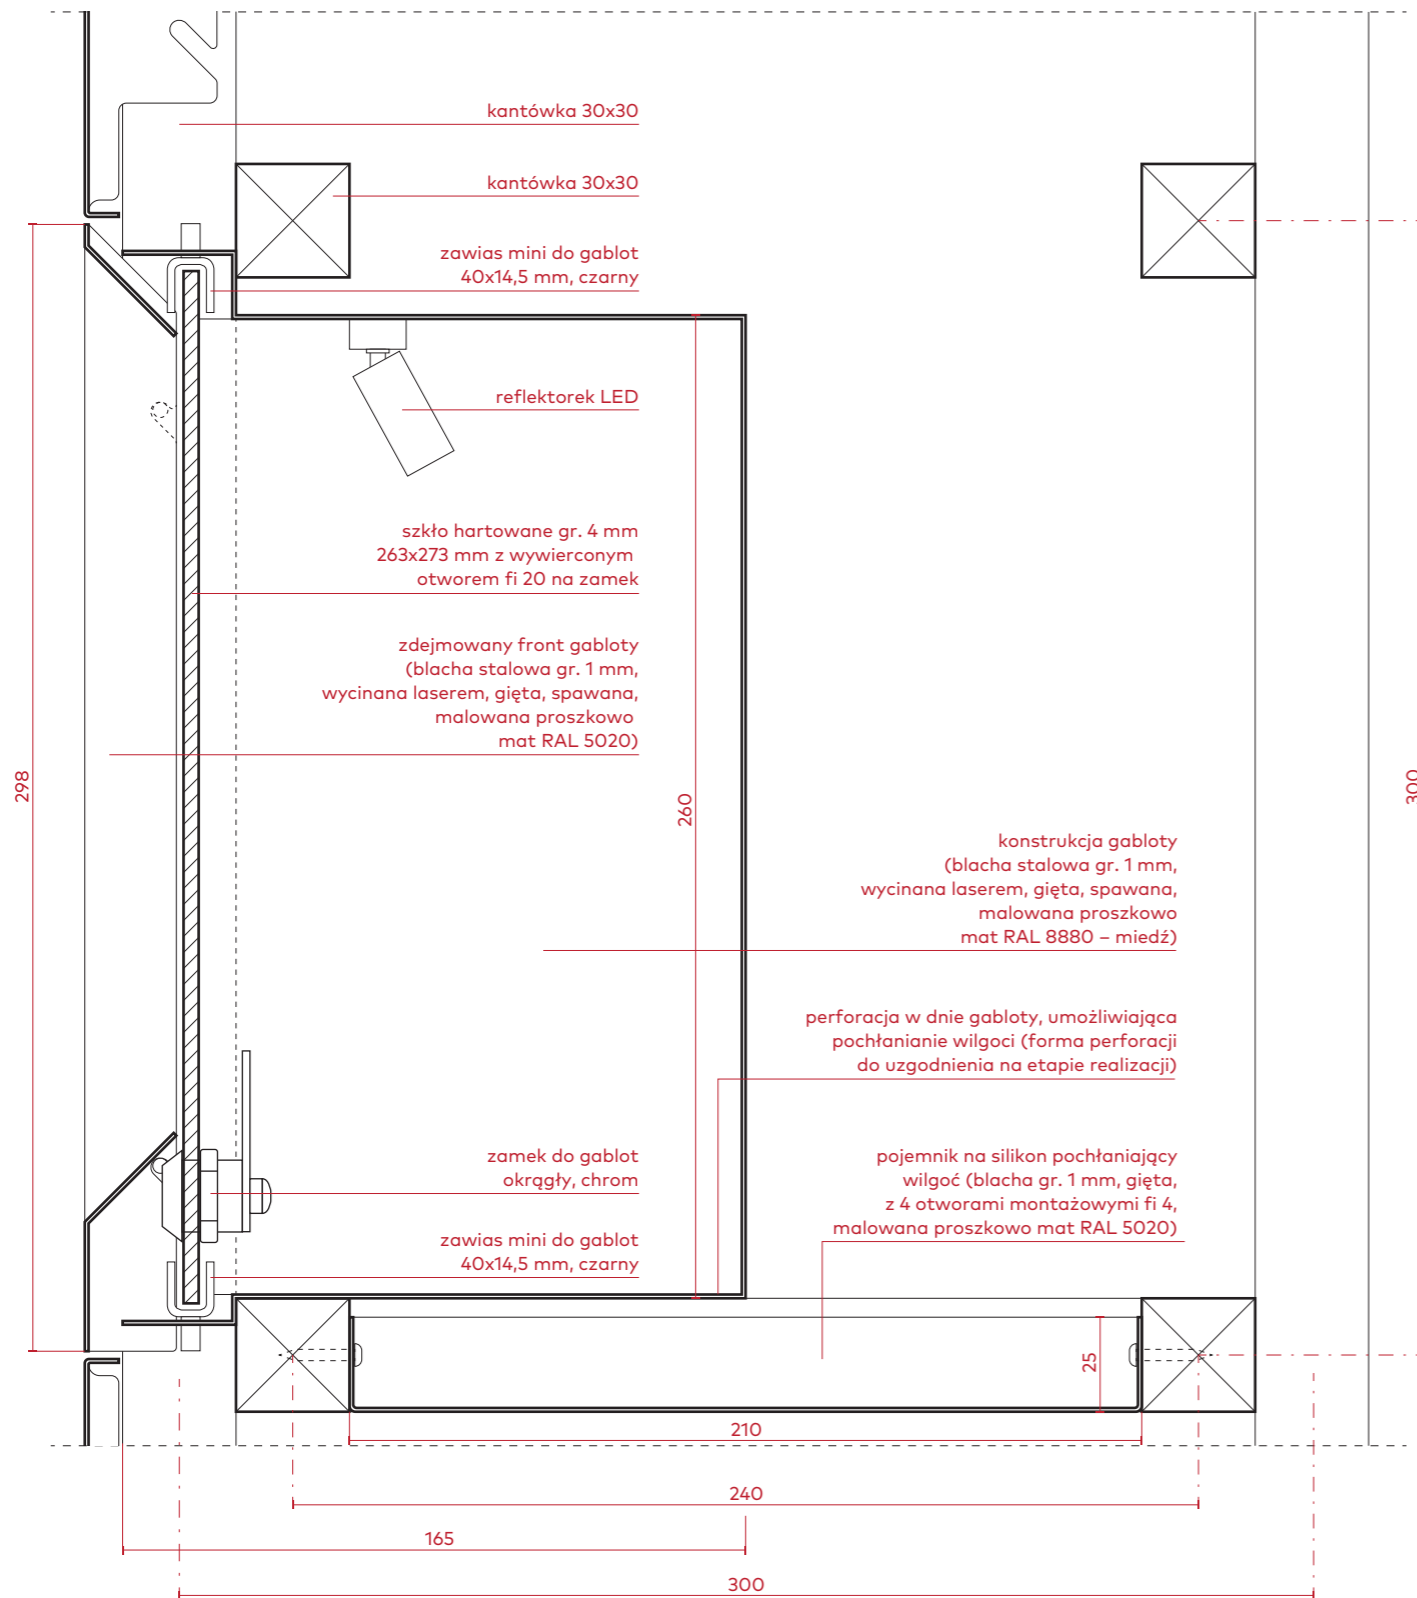 kantówka 30x30
kantówka 30x30
zawias mini do gablot
40x14,5 mm, czarny
reflektorek LED
szkło hartowane gr. 4 mm
263x273 mm z wywierconym
otworem fi 20 na zamek
zdejmowany front gabloty
(blacha stalowa gr. 1 mm,
wycinana laserem, gięta, spawana,
malowana proszkowo
mat RAL 5020)
298
260
300
konstrukcja gabloty
(blacha stalowa gr. 1 mm,
wycinana laserem, gięta, spawana,
malowana proszkowo
mat RAL 8880 – miedź)
perforacja w dnie gabloty, umożliwiająca
pochłanianie wilgoci (forma perforacji
do uzgodnienia na etapie realizacji)
zamek do gablot
okrągły, chrom
pojemnik na silikon pochłaniający
wilgoć (blacha gr. 1 mm, gięta,
z 4 otworami montażowymi fi 4,
malowana proszkowo mat RAL 5020)
zawias mini do gablot
40x14,5 mm, czarny
25
210
240
165
300